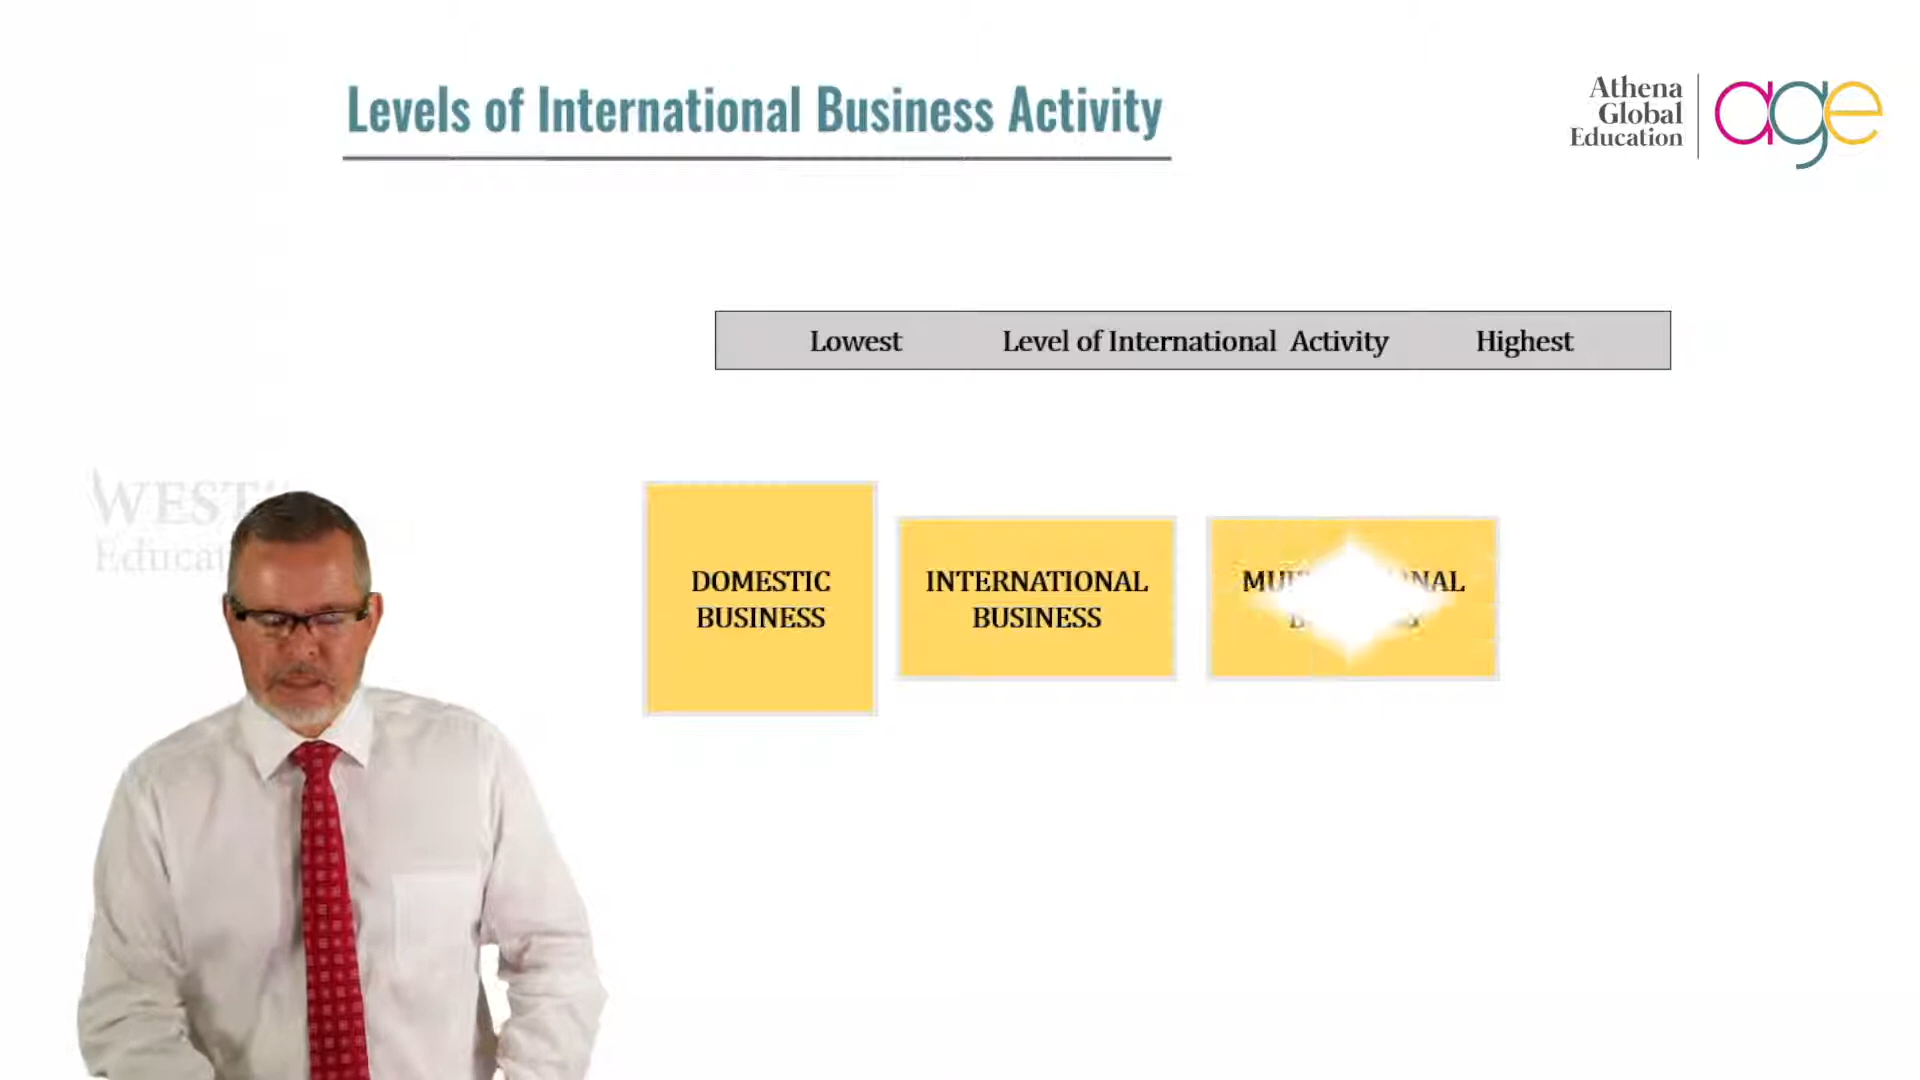 Levels of International Business Activity
Athena
Global
Education
age
Lowest Level of International Activity Highest
WEST
DOMESTIC
BUSINESS
INTERNATIONAL
BUSINESS